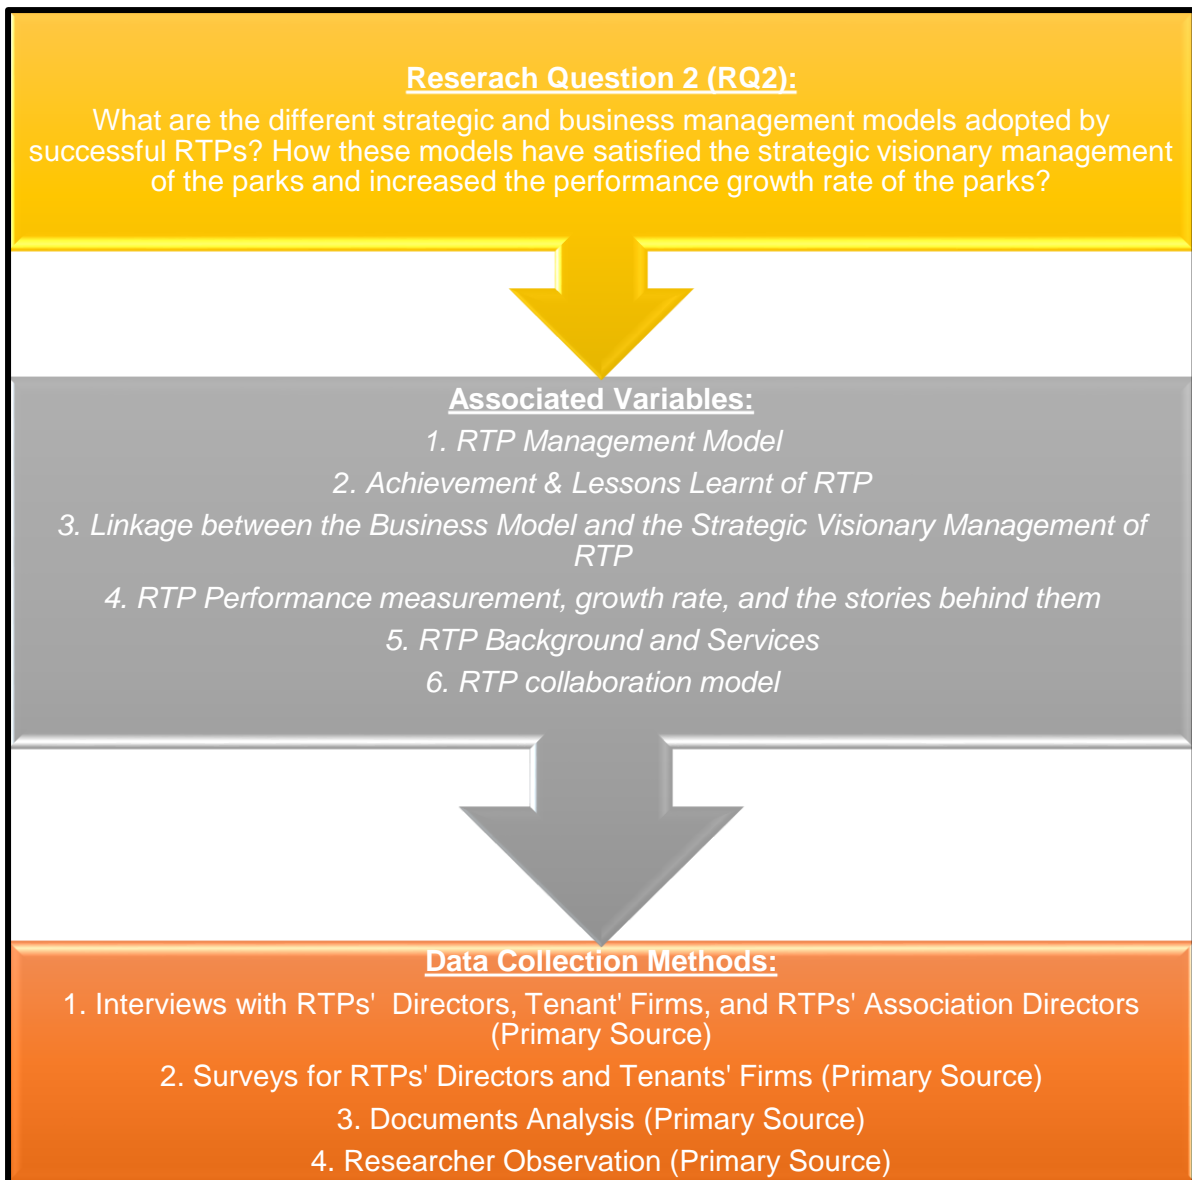 Reserach Question 2 (RQ2):
What are the different strategic and business management models adopted by
successful RTPs? How these models have satisfied the strategic visionary management
of the parks and increased the performance growth rate of the parks?
Associated Variables:
1. RTP Management Model
2. Achievement & Lessons Learnt of RTP
3. Linkage between the Business Model and the Strategic Visionary Management of
RTP
4. RTP Performance measurement, growth rate, and the stories behind them
5. RTP Background and Services
6. RTP collaboration model
Data Collection Methods:
1. Interviews with RTPs' Directors, Tenant' Firms, and RTPs' Association Directors
(Primary Source)
2. Surveys for RTPs' Directors and Tenants' Firms (Primary Source)
3. Documents Analysis (Primary Source)
4. Researcher Observation (Primary Source)